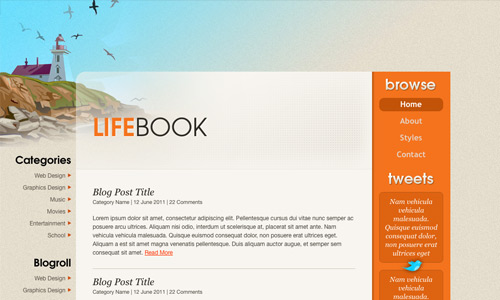 LIFEBOOK
Categories
Web Design
Graphics Design
Music
Movies
Entertainment
School
Blogroll
Web Design
Graphics Design
Blog Post Title
Category Name | 12 June 2011 | 22 Comments
Lorem ipsum dolor sit amet, consectetur adipiscing elit. Pellentesque cursus dui vitae nunc semper ac
posuere arcu ultrices. Aliquam nisi odio, interdum ut scelerisque at, placerat sit amet ante. Nam
vehicula vehicula malesuada. Quisque euismod consequat dolor, non posuere erat ultrices eget.
Aliquam a est sit amet magna venenatis pellentesque. Duis aliquam auctor augue, et semper sem
consequat sit amet. Read More
Blog Post Title
Category Name | 12 June 2011 | 22 Comments
browse
Home
About
Styles
Contact
tweets
Nam vehicula
vehicula
malesuada.
Quisque euismod
consequat dolor,
non posuere erat
ultrices eget
Nam vehicula
vehicula
malesuada.